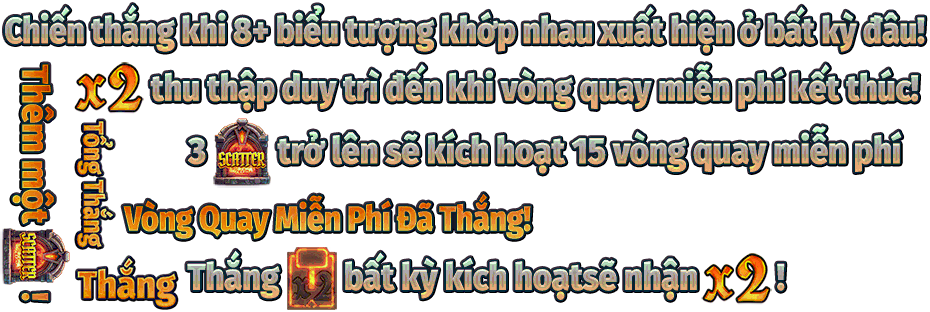 Chiến thắng khi 8+ biểu tượng khớp nhau xuất hiện ở bất kỳ đâu!
x2 thu thập duy trì đến khi vòng quay miễn phí kết thúc!
3 SCATTER trở lên sẽ kích hoạt 15 vòng quay miễn phí
Thêm một SCATTER !
Tổng Thắng
Vòng Quay Miễn Phí Đã Thắng!
Thắng
Thắng x2 bất kỳ kích hoạtsẽ nhận x2 !